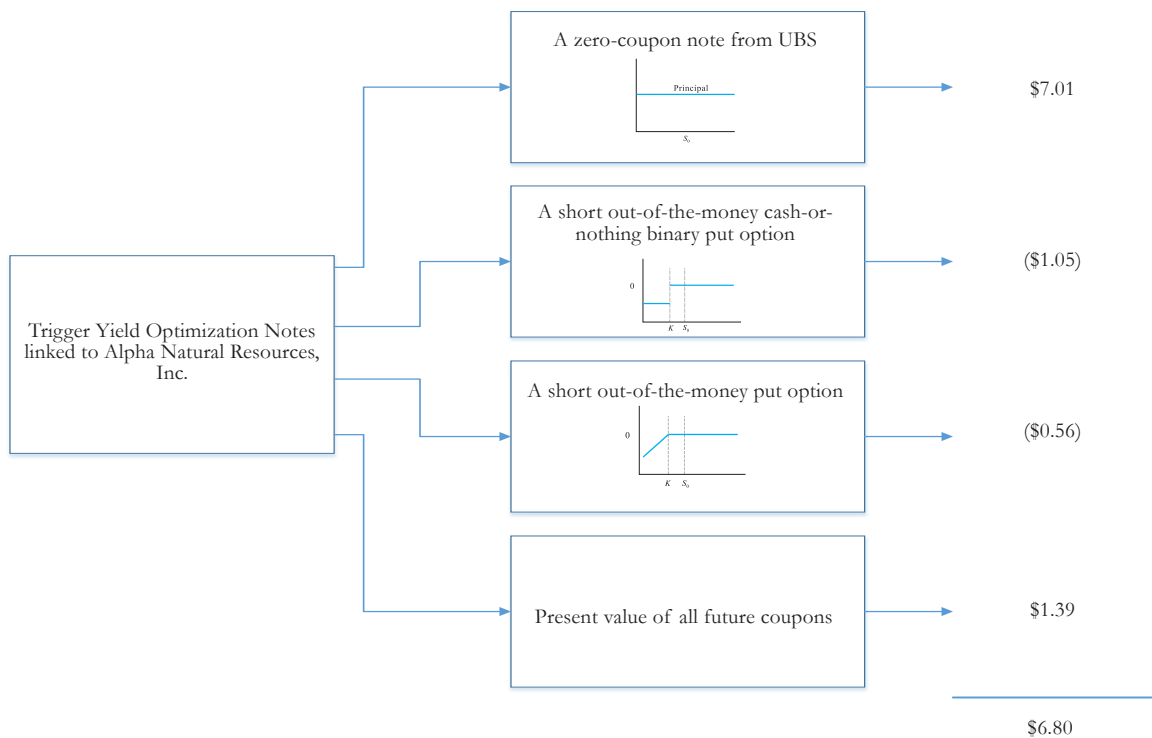 A zero-coupon note from UBS
Principal
S0
$7.01
A short out-of-the-money cash-or-
nothing binary put option
0
K
S0
($1.05)
Trigger Yield Optimization Notes
linked to Alpha Natural Resources,
Inc.
A short out-of-the-money put option
0
K
S0
($0.56)
Present value of all future coupons
$1.39
$6.80